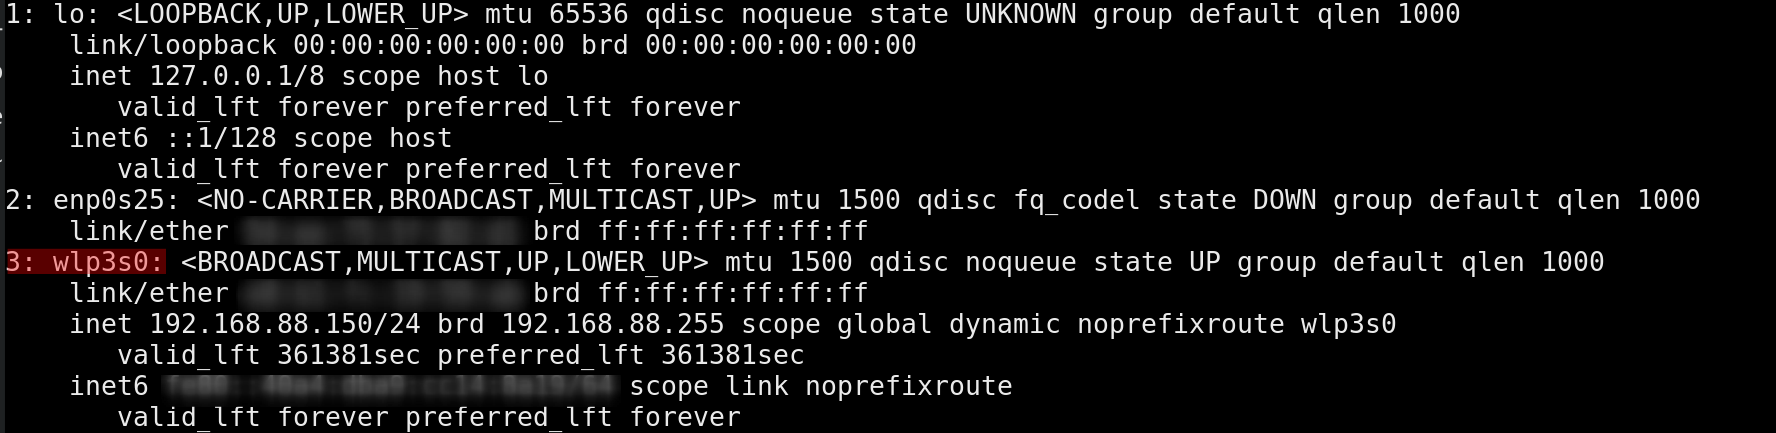 1: lo: <LOOPBACK,UP,LOWER_UP> mtu 65536 qdisc noqueue state UNKNOWN group default qlen 1000
link/loopback 00:00:00:00:00:00 brd 00:00:00:00:00:00
inet 127.0.0.1/8 scope host lo
valid_lft forever preferred_lft forever
inet6 ::1/128 scope host
valid_lft forever preferred_lft forever
2: enp0s25: <NO-CARRIER,BROADCAST,MULTICAST,UP> mtu 1500 qdisc fq_codel state DOWN group default qlen 1000
link/ether brd ff:ff:ff:ff:ff:ff
3: wlp3s0: <BROADCAST,MULTICAST,UP,LOWER_UP> mtu 1500 qdisc noqueue state UP group default qlen 1000
link/ether brd ff:ff:ff:ff:ff:ff
inet 192.168.88.150/24 brd 192.168.88.255 scope global dynamic noprefixroute wlp3s0
valid_lft 361381sec preferred_lft 361381sec
inet6 scope link noprefixroute
valid_lft forever preferred_lft forever